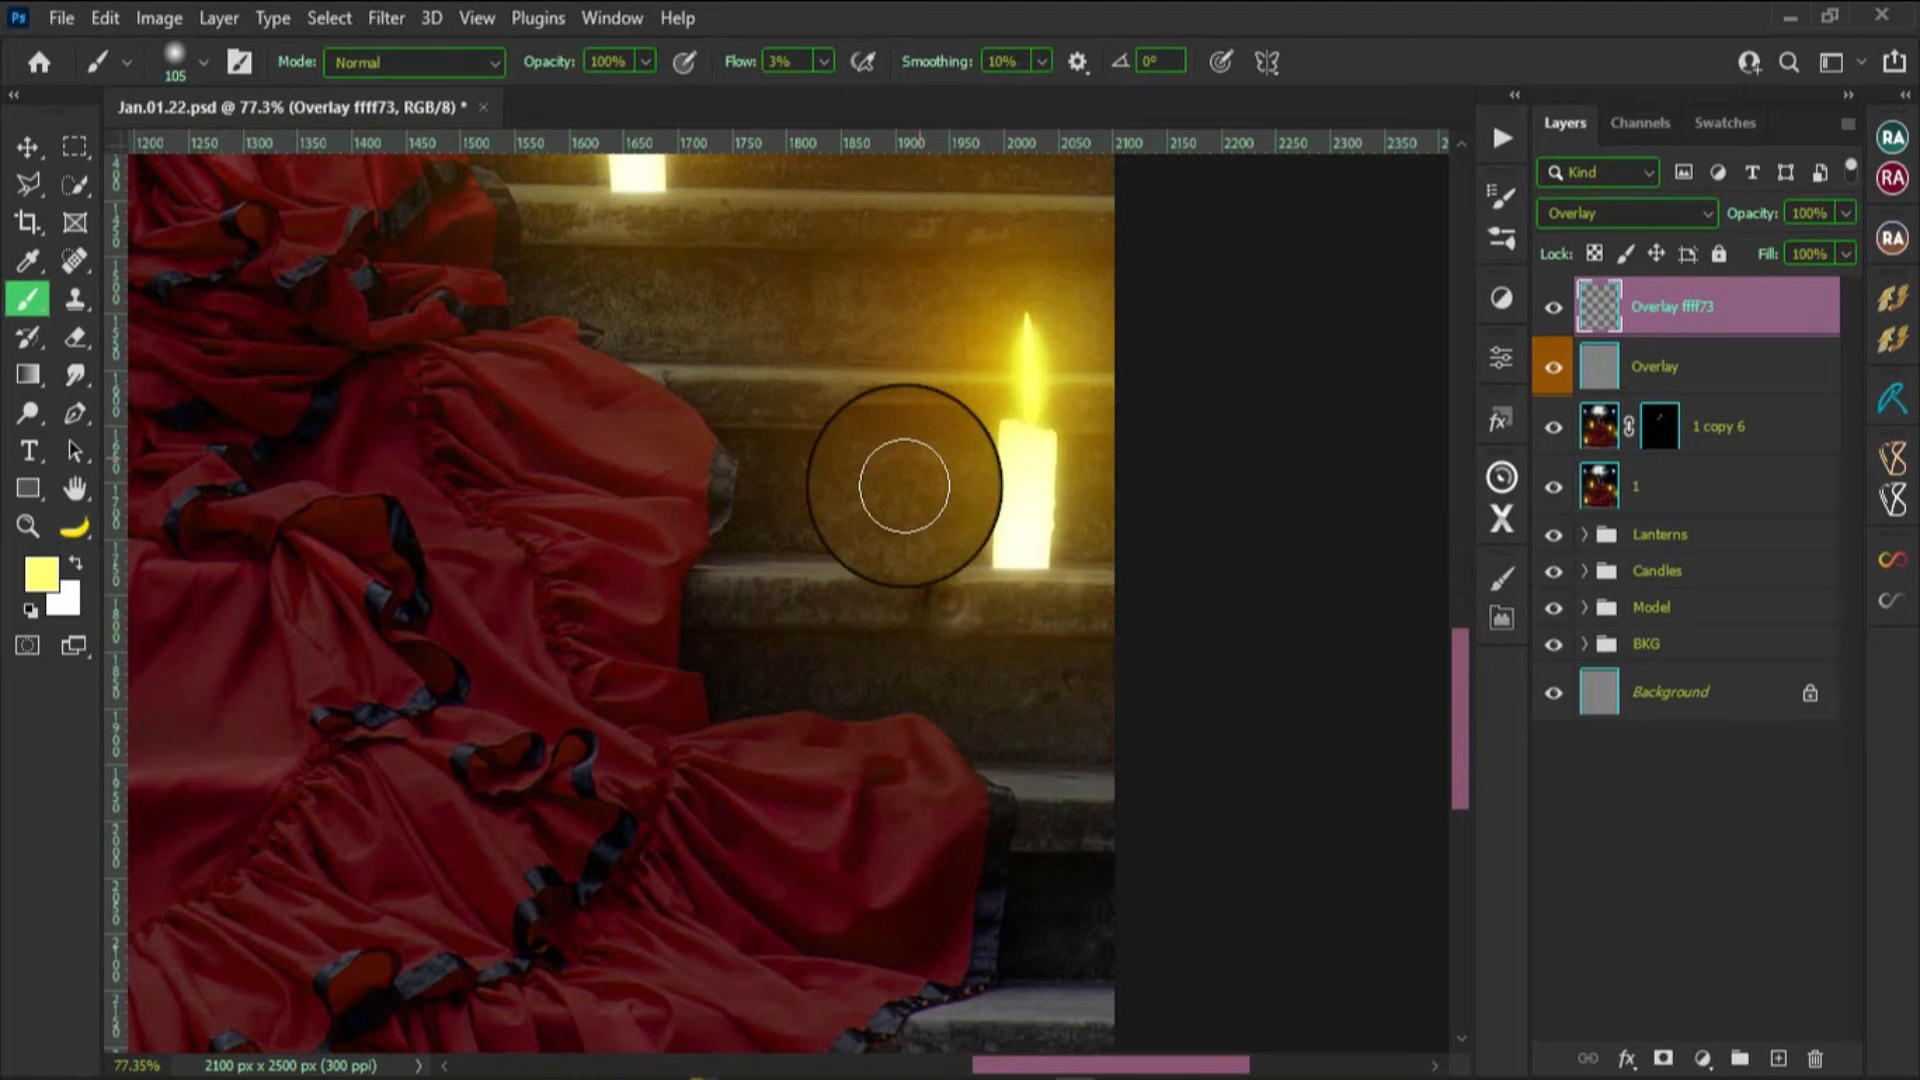 Ps File Edit Image Layer Type Select Filter 3D View Plugins Window Help
105 Mode: Normal Opacity: 100% Flow: 3% Smoothing: 10% 0°
Jan.01.22.psd @ 77.3% (Overlay ffff73, RGB/8) *
1200 1250 1300 1350 1400 1450 1500 1550 1600 1650 1700 1750 1800 1850 1900 1950 2000 2050 2100 2150 2200 2250 2300 2350 2
Layers Channels Swatches
Kind
Overlay Opacity: 100%
Lock: Fill: 100%
Overlay ffff73
Overlay
1 copy 6
1
Lanterns
Candles
Model
BKG
Background
RA
RA
RA
77.35% 2100 px x 2500 px (300 ppi)